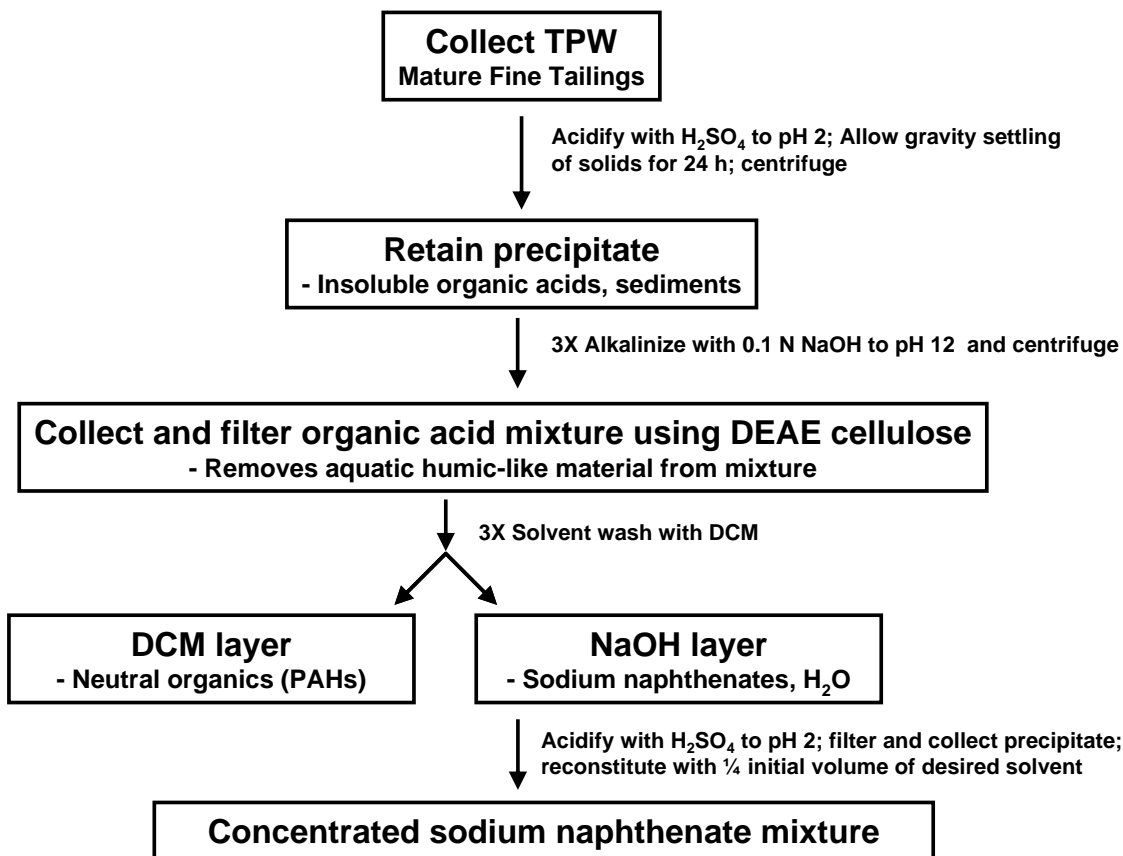 Collect TPW
Mature Fine Tailings
Acidify with H₂SO₄ to pH 2; Allow gravity settling
of solids for 24 h; centrifuge
Retain precipitate
- Insoluble organic acids, sediments
3X Alkalinize with 0.1 N NaOH to pH 12 and centrifuge
Collect and filter organic acid mixture using DEAE cellulose
- Removes aquatic humic-like material from mixture
3X Solvent wash with DCM
DCM layer
- Neutral organics (PAHs)
NaOH layer
- Sodium naphthenates, H₂O
Acidify with H₂SO₄ to pH 2; filter and collect precipitate;
reconstitute with ¼ initial volume of desired solvent
Concentrated sodium naphthenate mixture